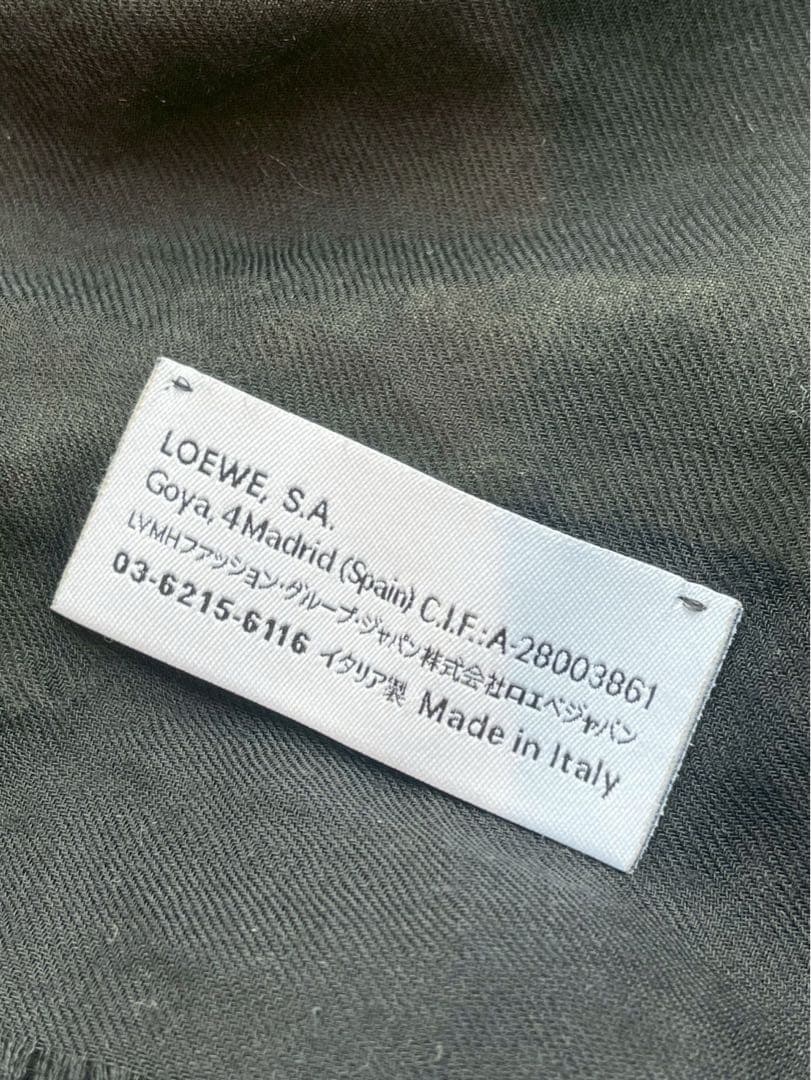 LOEWE, S.A.
Goya, 4 Madrid (Spain) C.I.F.: A-28003861
LVMHファッション・グループ・ジャパン株式会社ロエベジャパン
03-6215-6116 イタリア製 Made in Italy